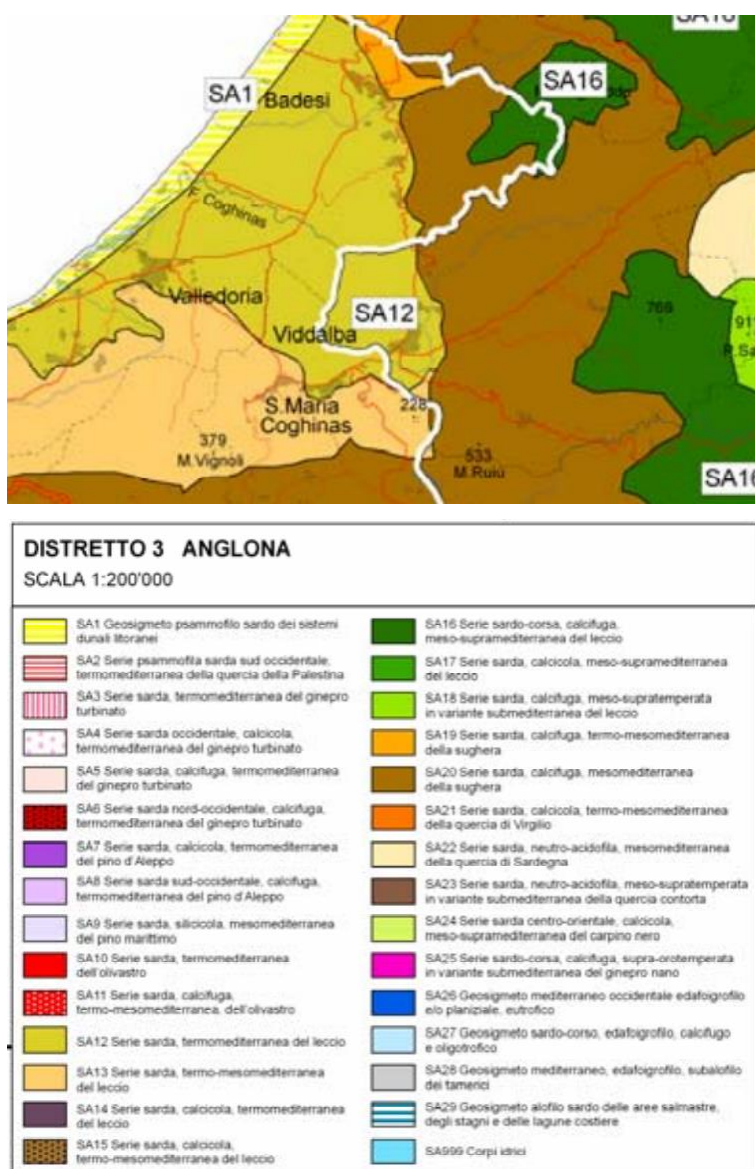 SA1
Badesi
SA16
F. Coghinas
Valledoria
SA12
Viddalba
769
S.Maria
Coghinas
228
379
M.Vignoli
533
M.Ruiu
SA16
DISTRETTO 3 ANGLONA
SCALA 1:200'000
SA1 Geosigmeto psammofilo sardo dei sistemi
dunali litoranei
SA2 Serie psammofila sarda sud occidentale,
termomediterranea della quercia della Palestina
SA3 Serie sarda, termomediterranea del ginepro
turbinato
SA4 Serie sarda occidentale, calcicola,
termomediterranea del ginepro turbinato
SA5 Serie sarda, calcifuga, termomediterranea
del ginepro turbinato
SA6 Serie sarda nord-occidentale, calcifuga,
termomediterranea del ginepro turbinato
SA7 Serie sarda, calcicola, termomediterranea
del pino d'Aleppo
SA8 Serie sarda sud-occidentale, calcifuga,
termomediterranea del pino d'Aleppo
SA9 Serie sarda, silicicola, mesomediterranea
del pino marittimo
SA10 Serie sarda, termomediterranea
dell'olivastro
SA11 Serie sarda, calcifuga,
termo-mesomediterranea, dell'olivastro
SA12 Serie sarda, termomediterranea del leccio
SA13 Serie sarda, termo-mesomediterranea
del leccio
SA14 Serie sarda, calcicola, termomediterranea
del leccio
SA15 Serie sarda, calcicola,
termo-mesomediterranea del leccio
SA16 Serie sardo-corsa, calcifuga,
meso-supramediterranea del leccio
SA17 Serie sarda, calcicola, meso-supramediterranea
del leccio
SA18 Serie sarda, calcifuga, meso-supratemperata
in variante submediterranea del leccio
SA19 Serie sarda, calcifuga, termo-mesomediterranea
della sughera
SA20 Serie sarda, calcifuga, mesomediterranea
della sughera
SA21 Serie sarda, calcicola, termo-mesomediterranea
della quercia di Virgilio
SA22 Serie sarda, neutro-acidofila, mesomediterranea
della quercia di Sardegna
SA23 Serie sarda, neutro-acidofila, meso-supratemperata
in variante submediterranea della quercia contorta
SA24 Serie sarda centro-orientale, calcicola,
meso-supramediterranea del carpino nero
SA25 Serie sardo-corsa, calcifuga, supra-orotemperata
in variante submediterranea del ginepro nano
SA26 Geosigmeto mediterraneo occidentale edafoigrofilo
e/o planiziale, eutrofico
SA27 Geosigmeto sardo-corso, edafoigrofilo, calcifugo
e oligotrofico
SA28 Geosigmeto mediterraneo, edafoigrofilo, subalofilo
dei tamerici
SA29 Geosigmeto alofilo sardo delle aree salmastre,
degli stagni e delle lagune costiere
SA999 Corpi idrici